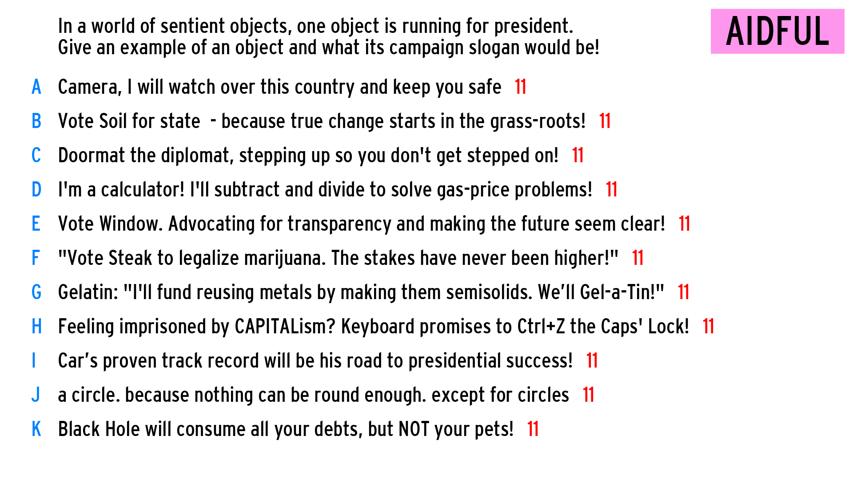 In a world of sentient objects, one object is running for president.
Give an example of an object and what its campaign slogan would be!
AIDFUL
A Camera, I will watch over this country and keep you safe 11
B Vote Soil for state - because true change starts in the grass-roots! 11
C Doormat the diplomat, stepping up so you don't get stepped on! 11
D I'm a calculator! I'll subtract and divide to solve gas-price problems! 11
E Vote Window. Advocating for transparency and making the future seem clear! 11
F "Vote Steak to legalize marijuana. The stakes have never been higher!" 11
G Gelatin: "I'll fund reusing metals by making them semisolids. We’ll Gel-a-Tin!" 11
H Feeling imprisoned by CAPITALism? Keyboard promises to Ctrl+Z the Caps' Lock! 11
I Car’s proven track record will be his road to presidential success! 11
J a circle. because nothing can be round enough. except for circles 11
K Black Hole will consume all your debts, but NOT your pets! 11